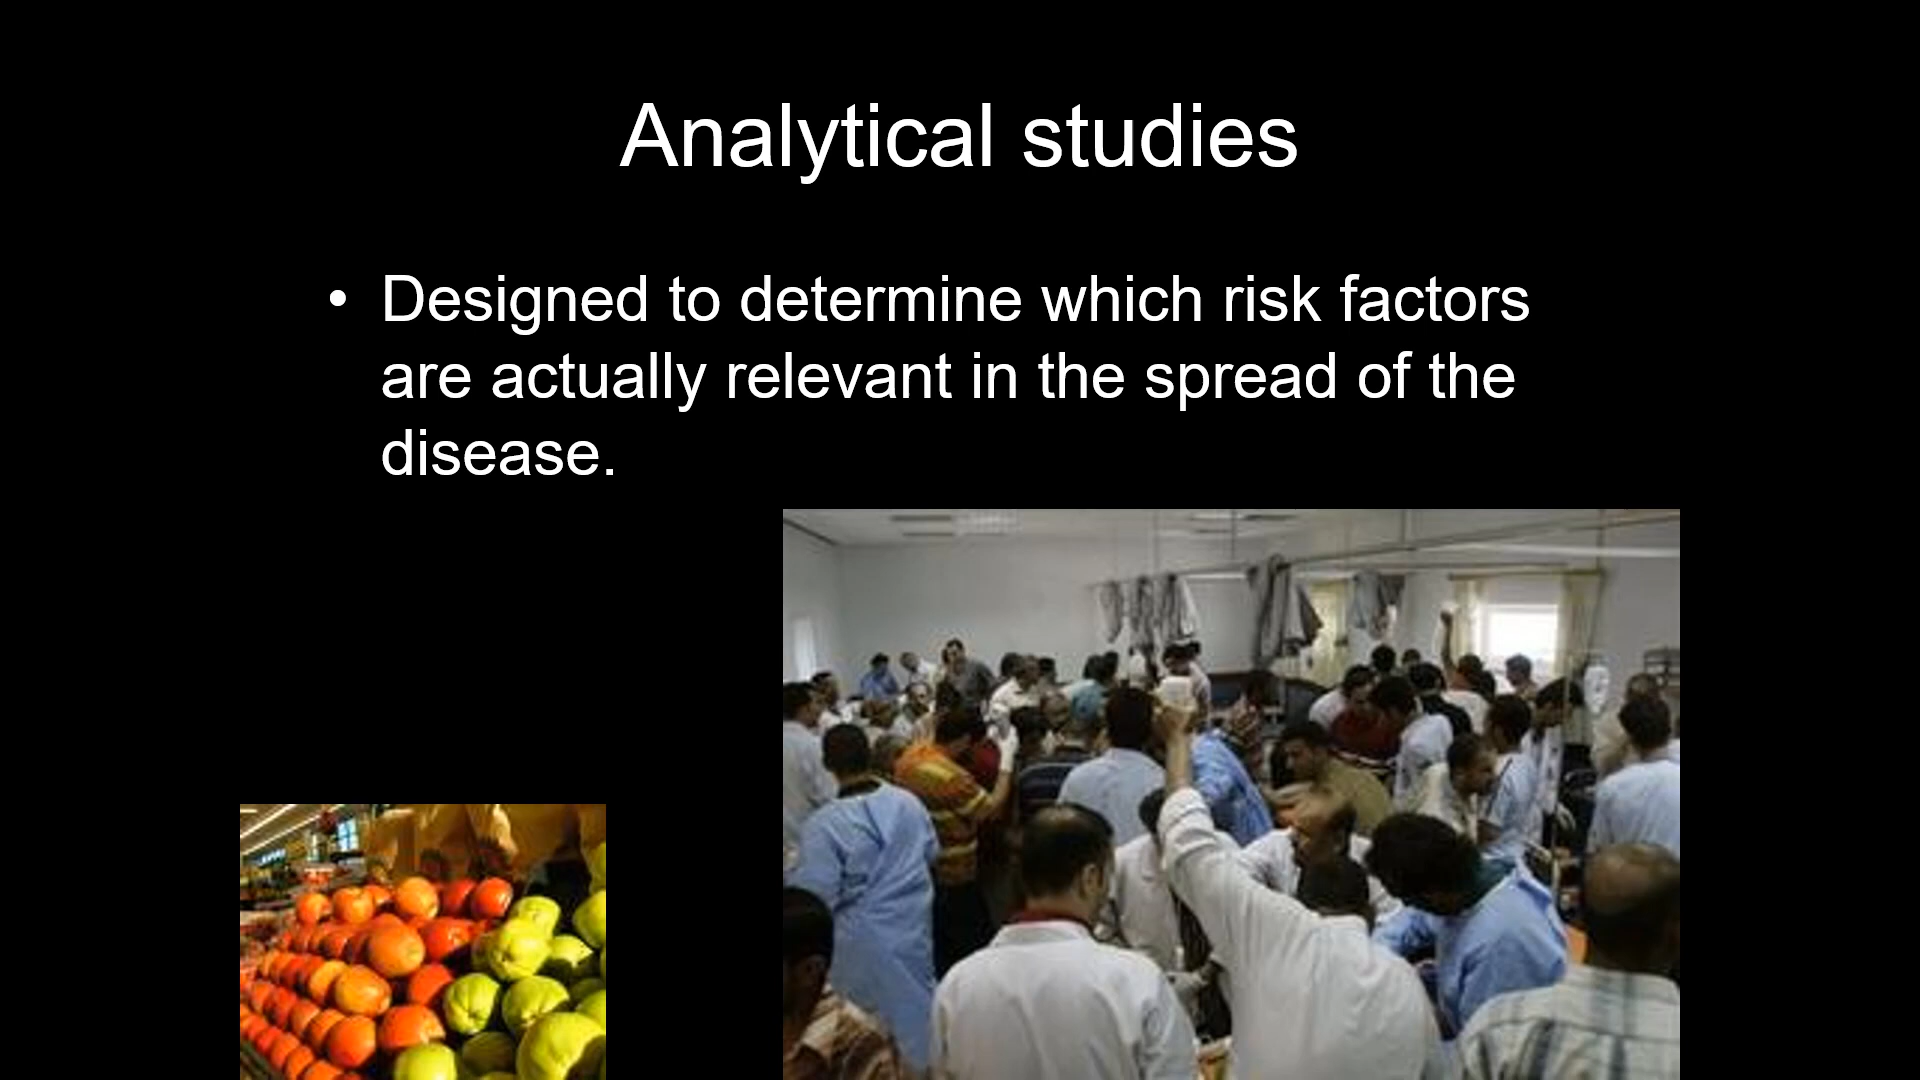 Analytical studies
• Designed to determine which risk factors
are actually relevant in the spread of the
disease.